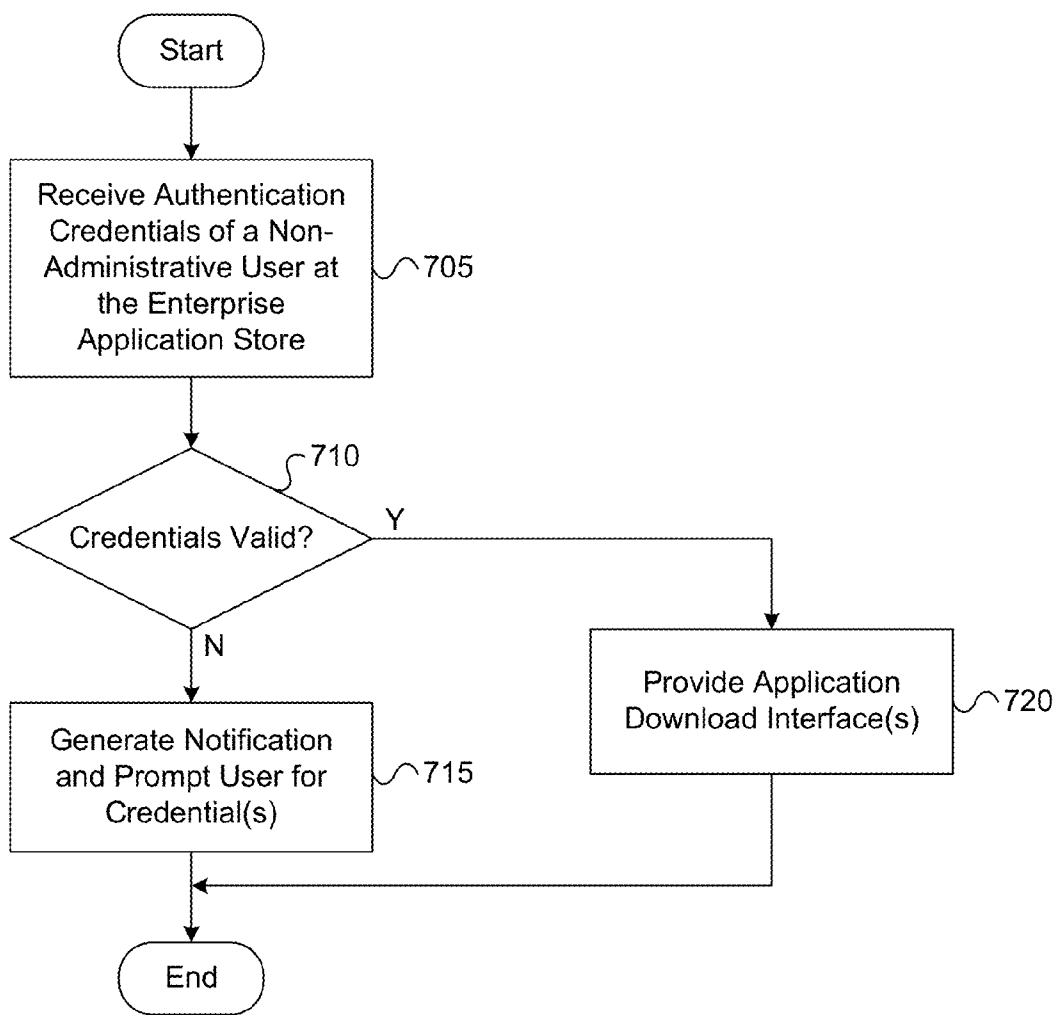 Start
Receive Authentication
Credentials of a Non-
Administrative User at
the Enterprise
Application Store
705
710
Credentials Valid?
Y
N
Provide Application
Download Interface(s)
720
Generate Notification
and Prompt User for
Credential(s)
715
End